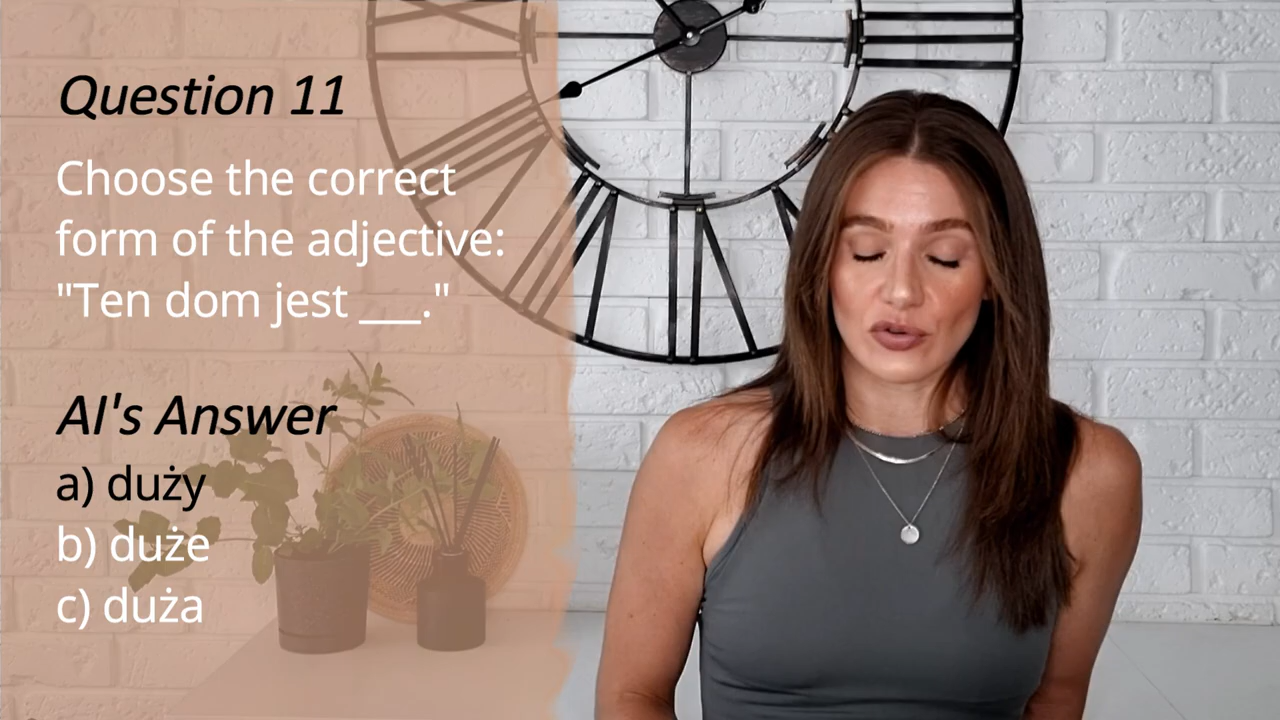 Question 11
Choose the correct
form of the adjective:
"Ten dom jest ___."
AI's Answer
a) duży
b) duże
c) duża